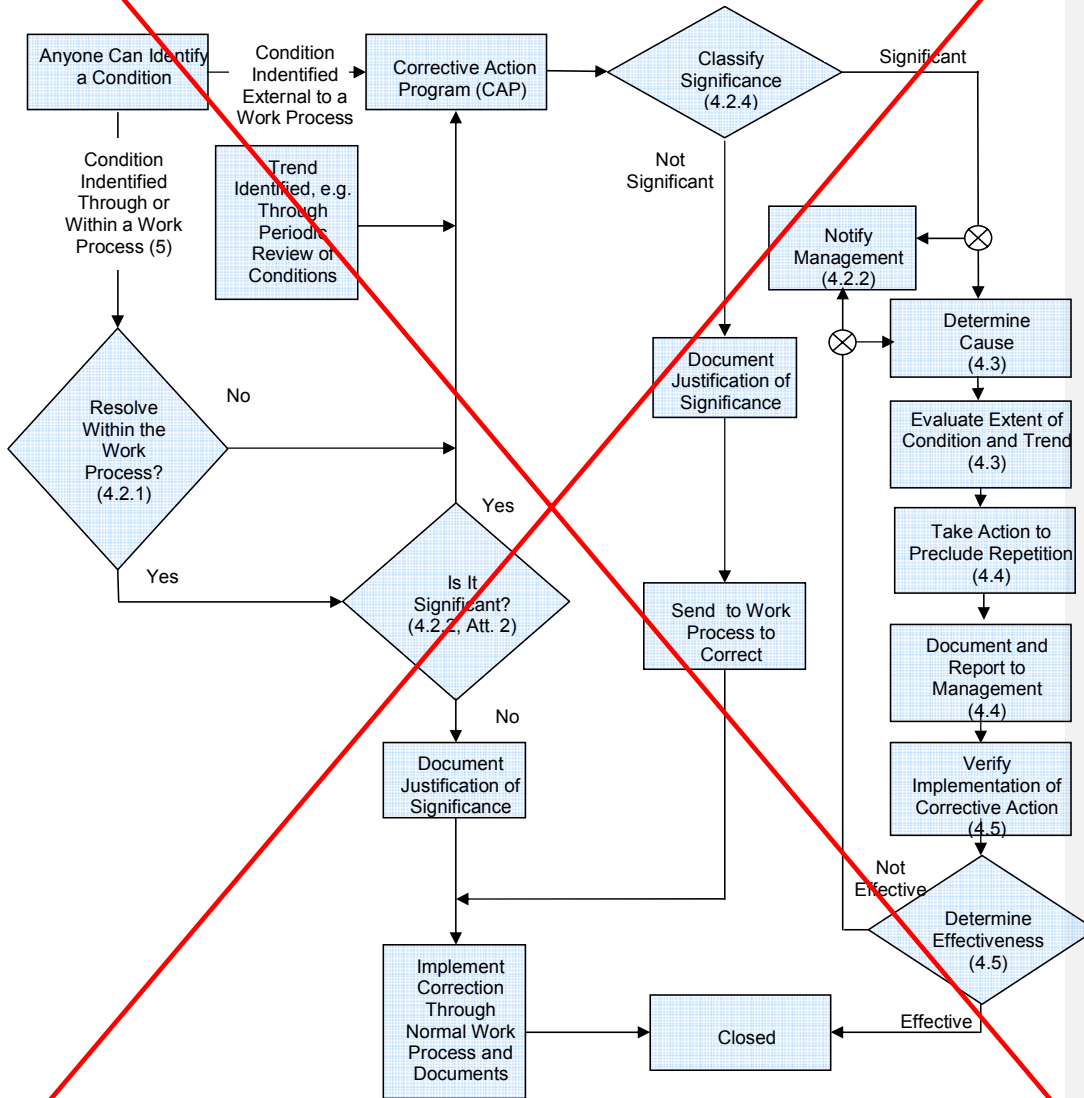 Anyone Can Identify
a Condition
Condition
Indentified
External to a
Work Process
Corrective Action
Program (CAP)
Classify
Significance
(4.2.4)
Significant
Condition
Indentified
Through or
Within a Work
Process (5)
Trend
Identified, e.g.
Through
Periodic
Review of
Conditions
Not
Significant
Notify
Management
(4.2.2)
Determine
Cause
(4.3)
Document
Justification of
Significance
Resolve
Within the
Work
Process?
(4.2.1)
No
Evaluate Extent of
Condition and Trend
(4.3)
Yes
Take Action to
Preclude Repetition
(4.4)
Yes
Is It
Significant?
(4.2.2, Att. 2)
Send to Work
Process to
Correct
Document and
Report to
Management
(4.4)
No
Document
Justification of
Significance
Verify
Implementation of
Corrective Action
(4.5)
Not
Effective
Determine
Effectiveness
(4.5)
Implement
Correction
Through
Normal Work
Process and
Documents
Closed
Effective